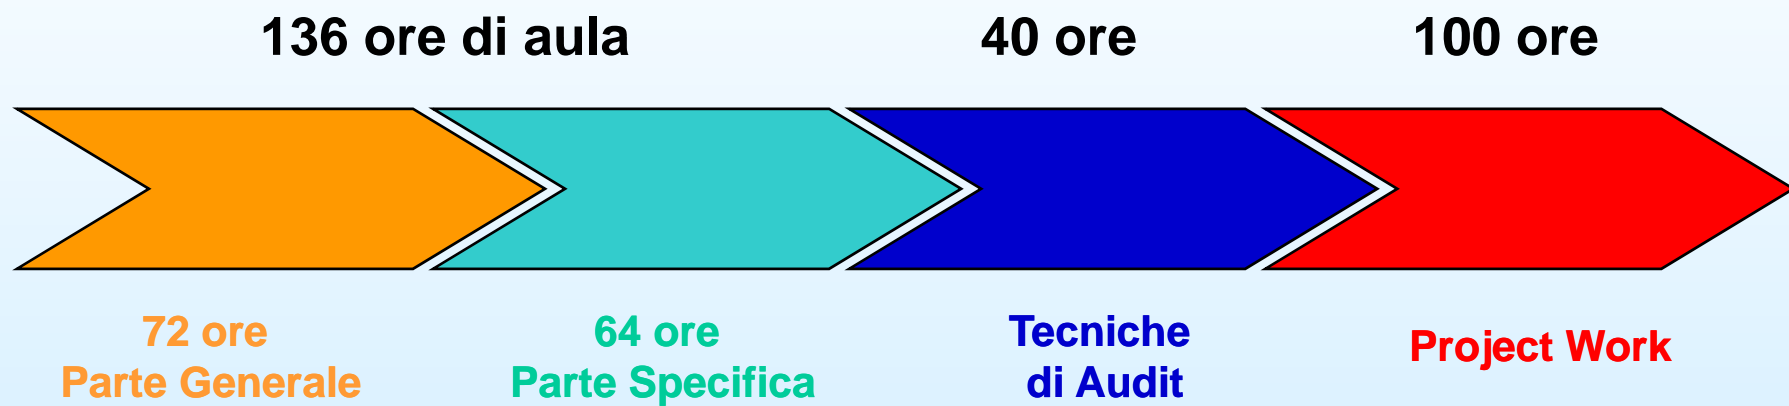 136 ore di aula
40 ore
100 ore
72 ore
Parte Generale
64 ore
Parte Specifica
Tecniche
di Audit
Project Work